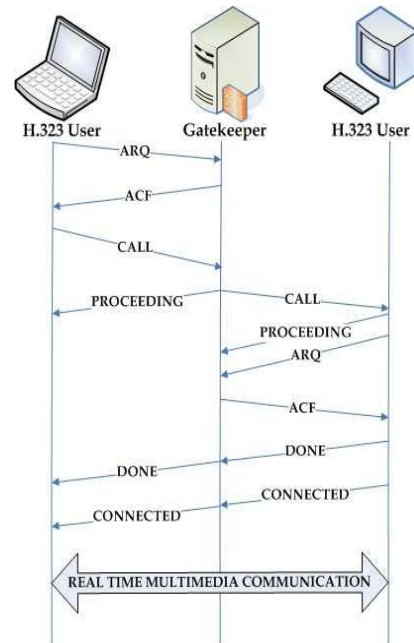 H.323 User
Gatekeeper
H.323 User
ARQ
ACF
CALL
PROCEEDING
CALL
PROCEEDING
ARQ
ACF
DONE
DONE
CONNECTED
CONNECTED
REAL TIME MULTIMEDIA COMMUNICATION